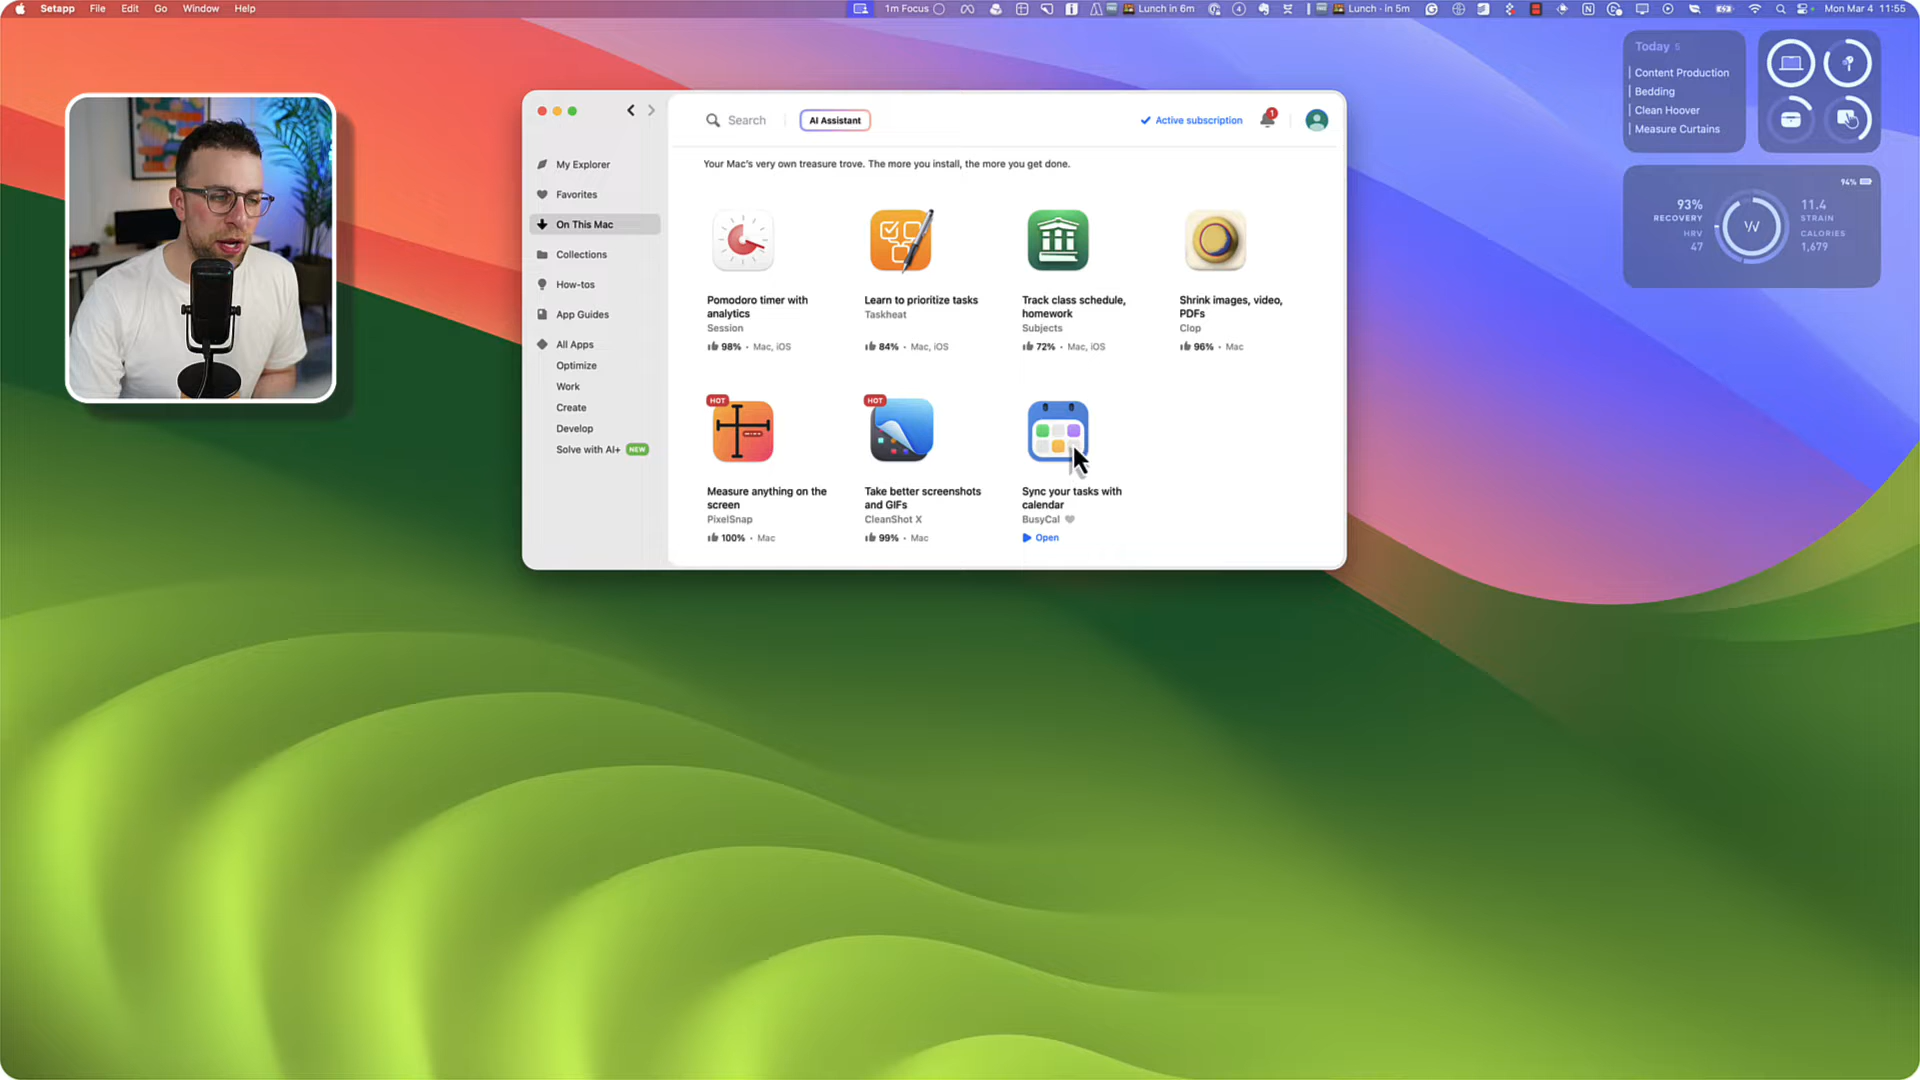 Setapp File Edit Go Window Help
1m Focus
Lunch in 6m
4
Lunch - in 5m
Mon Mar 4 11:55
Today 5
Content Production
Bedding
Clean Hoover
Measure Curtains
94%
93%
RECOVERY
HRV
47
W
11.4
STRAIN
CALORIES
1,679
Search
AI Assistant
Active subscription
1
My Explorer
Favorites
On This Mac
Collections
How-tos
App Guides
All Apps
Optimize
Work
Create
Develop
Solve with AI+ NEW
Your Mac's very own treasure trove. The more you install, the more you get done.
Pomodoro timer with
analytics
Session
98% • Mac, iOS
Learn to prioritize tasks
Taskheat
84% • Mac, iOS
Track class schedule,
homework
Subjects
72% • Mac, iOS
Shrink images, video,
PDFs
Clop
96% • Mac
HOT
Measure anything on the
screen
PixelSnap
100% • Mac
HOT
Take better screenshots
and GIFs
CleanShot X
99% • Mac
Sync your tasks with
calendar
BusyCal
Open